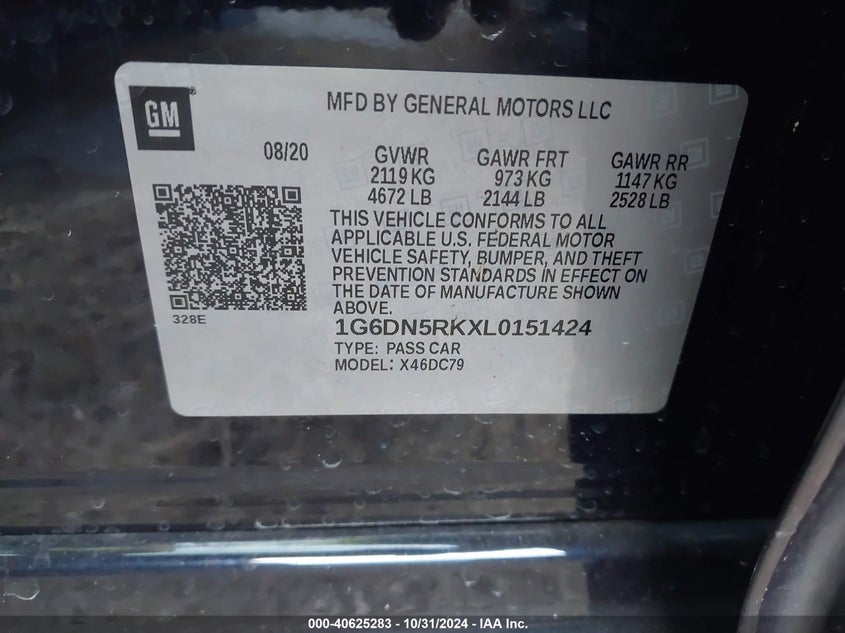 GM
MFD BY GENERAL MOTORS LLC
08/20
GVWR GAWR FRT GAWR RR
2119 KG 973 KG 1147 KG
4672 LB 2144 LB 2528 LB
THIS VEHICLE CONFORMS TO ALL
APPLICABLE U.S. FEDERAL MOTOR
VEHICLE SAFETY, BUMPER, AND THEFT
PREVENTION STANDARDS IN EFFECT ON
THE DATE OF MANUFACTURE SHOWN
ABOVE.
328E
1G6DN5RKXL0151424
TYPE: PASS CAR
MODEL: X46DC79
000-40625283 - 10/31/2024 - IAA Inc.